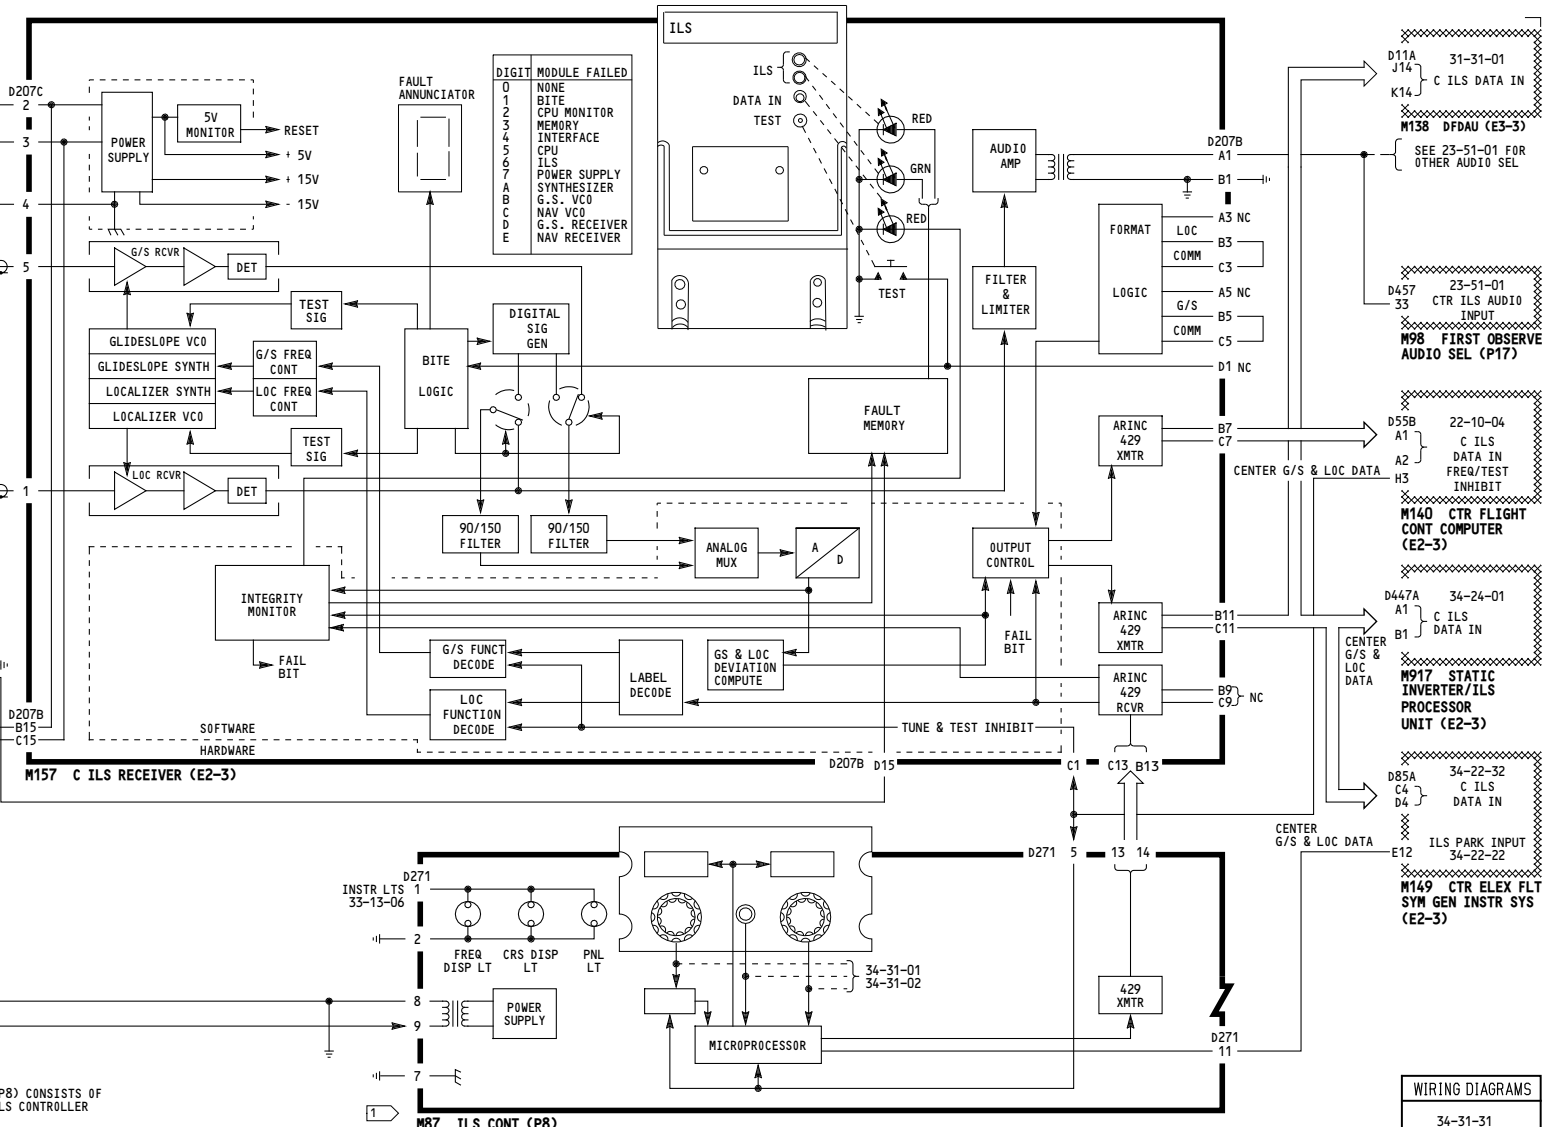 D207C
2
3
4
5
1
POWER
SUPPLY
5V
MONITOR
RESET
+ 5V
+ 15V
- 15V
FAULT
ANNUNCIATOR
DIGIT MODULE FAILED
0 NONE
1 BITE
2 CPU MONITOR
3 MEMORY
4 INTERFACE
5 CPU
6 ILS
7 POWER SUPPLY
A SYNTHESIZER
B G.S. VCO
C NAV VCO
D G.S. RECEIVER
E NAV RECEIVER
ILS
ILS
DATA IN
TEST
RED
GRN
RED
TEST
AUDIO
AMP
FILTER
&
LIMITER
FORMAT
LOGIC
LOC
COMM
G/S
COMM
D207B
A1
B1
A3 NC
B3
C3
A5 NC
B5
C5
D1 NC
G/S RCVR
DET
TEST
SIG
GLIDESLOPE VCO
GLIDESLOPE SYNTH
LOCALIZER SYNTH
LOCALIZER VCO
G/S FREQ
CONT
LOC FREQ
CONT
TEST
SIG
LOC RCVR
DET
BITE
LOGIC
DIGITAL
SIG
GEN
FAULT
MEMORY
90/150
FILTER
90/150
FILTER
ANALOG
MUX
A
D
OUTPUT
CONTROL
ARINC
429
XMTR
B7
C7
CENTER G/S & LOC DATA
INTEGRITY
MONITOR
FAIL
BIT
G/S FUNCT
DECODE
LOC
FUNCTION
DECODE
LABEL
DECODE
GS & LOC
DEVIATION
COMPUTE
FAIL
BIT
ARINC
429
XMTR
B11
C11
ARINC
429
RCVR
B9
C9
NC
TUNE & TEST INHIBIT
SOFTWARE
HARDWARE
D207B
B15
C15
M157 C ILS RECEIVER (E2-3)
D207B D15
C1
C13 B13
D11A
J14
K14
31-31-01
C ILS DATA IN
M138 DFDAU (E3-3)
SEE 23-51-01 FOR
OTHER AUDIO SEL
D457
33
23-51-01
CTR ILS AUDIO
INPUT
M98 FIRST OBSERVE
AUDIO SEL (P17)
D55B
A1
A2
H3
22-10-04
C ILS
DATA IN
FREQ/TEST
INHIBIT
M140 CTR FLIGHT
CONT COMPUTER
(E2-3)
D447A
A1
B1
34-24-01
C ILS
DATA IN
CENTER
G/S &
LOC
DATA
M917 STATIC
INVERTER/ILS
PROCESSOR
UNIT (E2-3)
D85A
C4
D4
34-22-32
C ILS
DATA IN
ILS PARK INPUT
34-22-22
E12
CENTER
G/S & LOC DATA
M149 CTR ELEX FLT
SYM GEN INSTR SYS
(E2-3)
D271 5 13 14
D271
INSTR LTS 1
33-13-06
2
FREQ
DISP LT
CRS DISP
LT
PNL
LT
8
9
7
POWER
SUPPLY
34-31-01
34-31-02
MICROPROCESSOR
429
XMTR
D271
11
P8) CONSISTS OF
LS CONTROLLER
1
M87 ILS CONT (P8)
WIRING DIAGRAMS
34-31-31